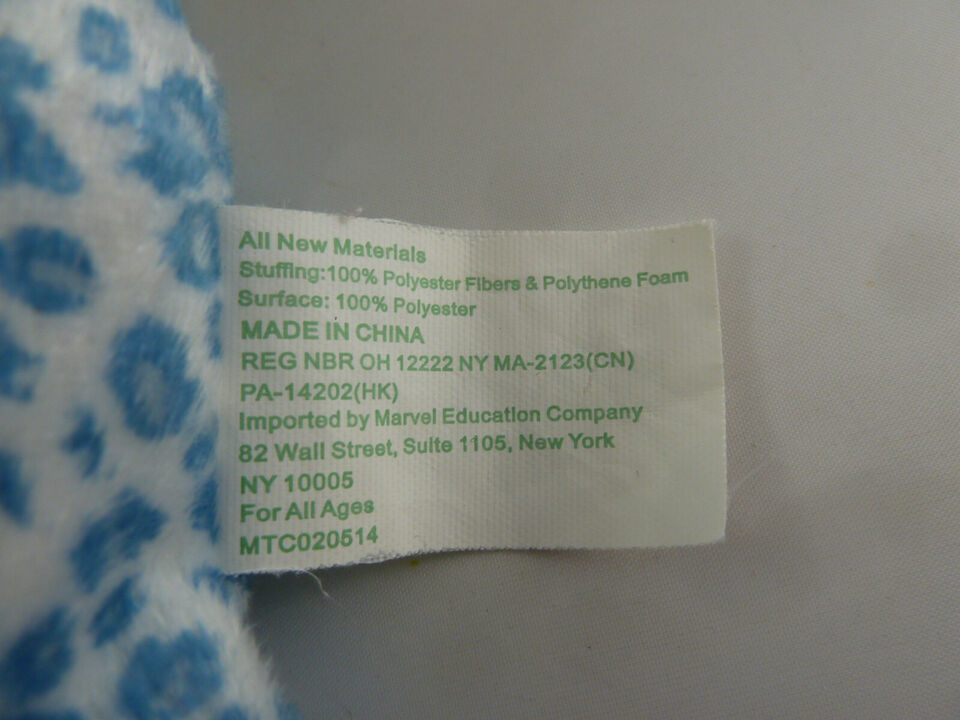 All New Materials
Stuffing:100% Polyester Fibers & Polythene Foam
Surface: 100% Polyester
MADE IN CHINA
REG NBR OH 12222 NY MA-2123(CN)
PA-14202(HK)
Imported by Marvel Education Company
82 Wall Street, Suite 1105, New York
NY 10005
For All Ages
MTC020514